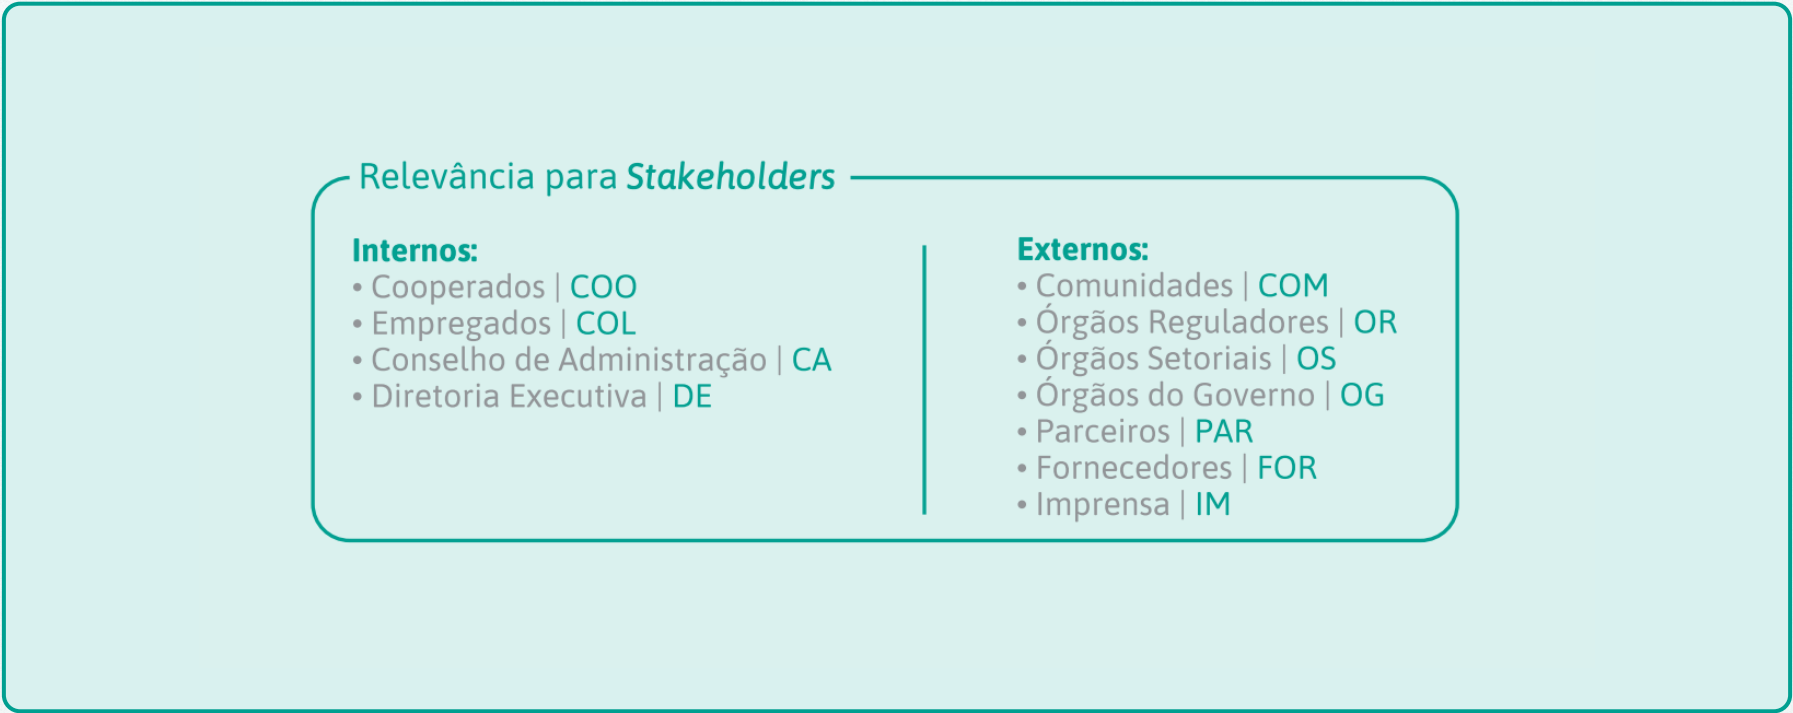 Relevância para Stakeholders
Internos:
• Cooperados | COO
• Empregados | COL
• Conselho de Administração | CA
• Diretoria Executiva | DE
Externos:
• Comunidades | COM
• Órgãos Reguladores | OR
• Órgãos Setoriais | OS
• Órgãos do Governo | OG
• Parceiros | PAR
• Fornecedores | FOR
• Imprensa | IM